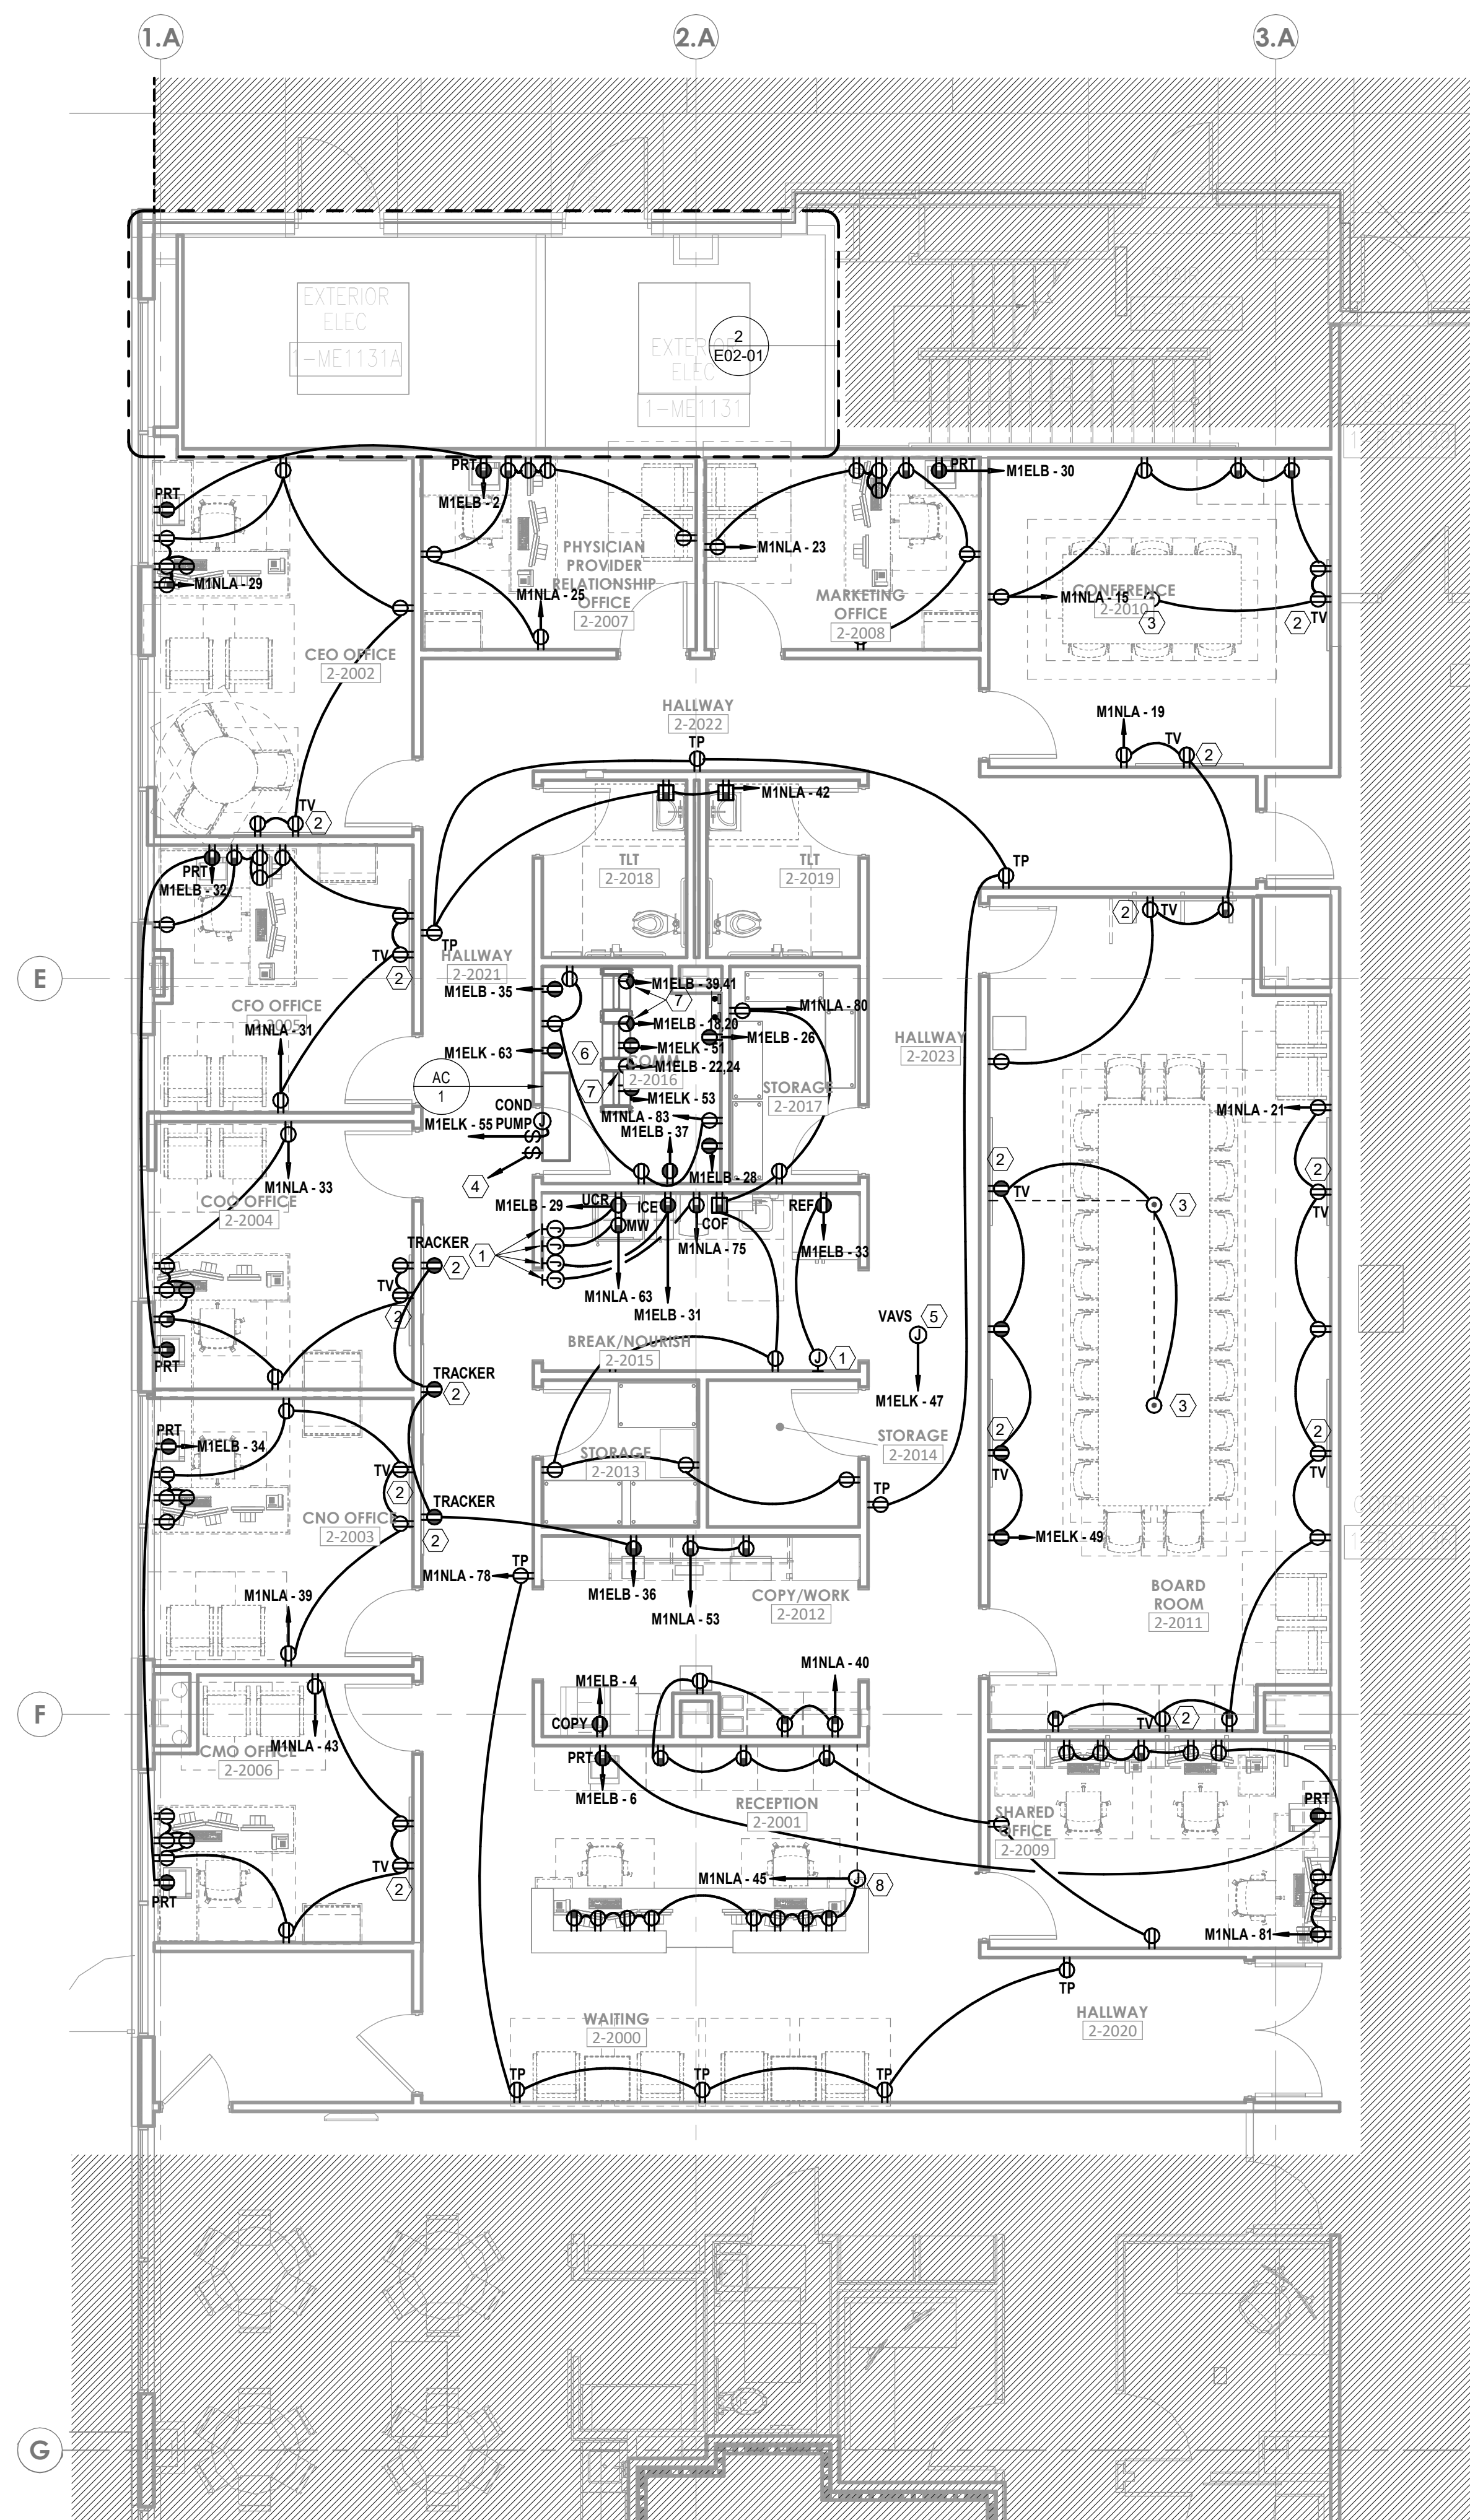 1.A
2.A
3.A
EXTERIOR
ELEC
1-ME1131A
EXTERIOR
ELEC
1-ME1131
2
E02-01
PRT
M1ELB - 2
PRT
M1ELB - 30
PRT
M1NLA - 29
M1NLA - 23
PHYSICIAN
PROVIDER
RELATIONSHIP
OFFICE
2-2007
M1NLA - 25
MARKETING
OFFICE
2-2008
CONFERENCE
2-2010
M1NLA - 15
3
2
TV
CEO OFFICE
2-2002
HALLWAY
2-2022
TP
M1NLA - 19
TV
2
M1NLA - 42
TV
2
TLT
2-2018
TLT
2-2019
TP
PRT
M1ELB - 32
TP
HALLWAY
2-2021
TV
2
2
TV
E
M1ELB - 35
M1ELB - 39,41
7
M1NLA - 80
CFO OFFICE
2-2005
M1NLA - 31
M1ELB - 18,20
M1ELB - 26
HALLWAY
2-2023
M1ELK - 63
6
M1ELK - 51
COMM
2-2016
M1ELB - 22,24
7
M1ELK - 53
STORAGE
2-2017
AC
1
COND
PUMP
J
M1ELK - 55
S
S
4
M1NLA - 83
M1ELB - 37
M1ELB - 28
M1NLA - 21
M1NLA - 33
COO OFFICE
2-2004
2
TV
2
TV
3
M1ELB - 29
UCR
ICE
MW
COF
REF
M1NLA - 75
M1ELB - 33
TRACKER
2
1
J
J
J
J
TV
2
M1NLA - 63
M1ELB - 31
VAVS
5
J
M1ELK - 47
BREAK/NOURISH
2-2015
J
1
PRT
TRACKER
2
3
PRT
M1ELB - 34
STORAGE
2-2013
STORAGE
2-2014
2
TV
2
TV
TV
2
CNO OFFICE
2-2003
TRACKER
2
TP
M1ELK - 49
TP
M1NLA - 78
M1ELB - 36
M1NLA - 53
COPY/WORK
2-2012
BOARD
ROOM
2-2011
M1NLA - 39
M1ELB - 4
COPY
M1NLA - 40
F
TV
2
M1NLA - 43
CMO OFFICE
2-2006
PRT
M1ELB - 6
RECEPTION
2-2001
SHARED
OFFICE
2-2009
PRT
TV
2
PRT
M1NLA - 45
J
8
M1NLA - 81
TP
HALLWAY
2-2020
WAITING
2-2000
TP
TP
TP
G